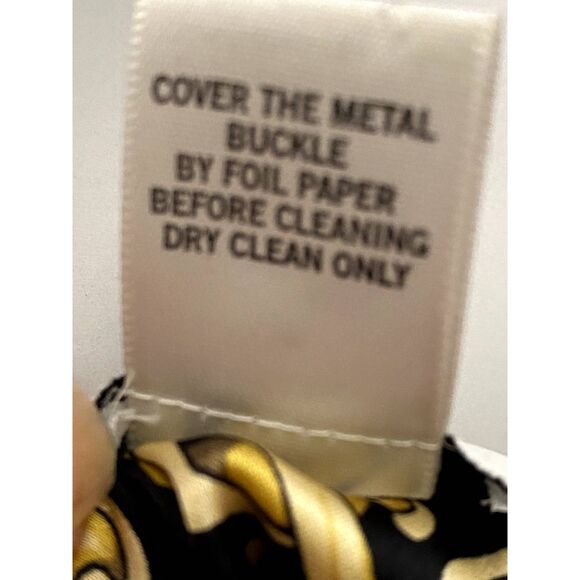 COVER THE METAL
BUCKLE
BY FOIL PAPER
BEFORE CLEANING
DRY CLEAN ONLY